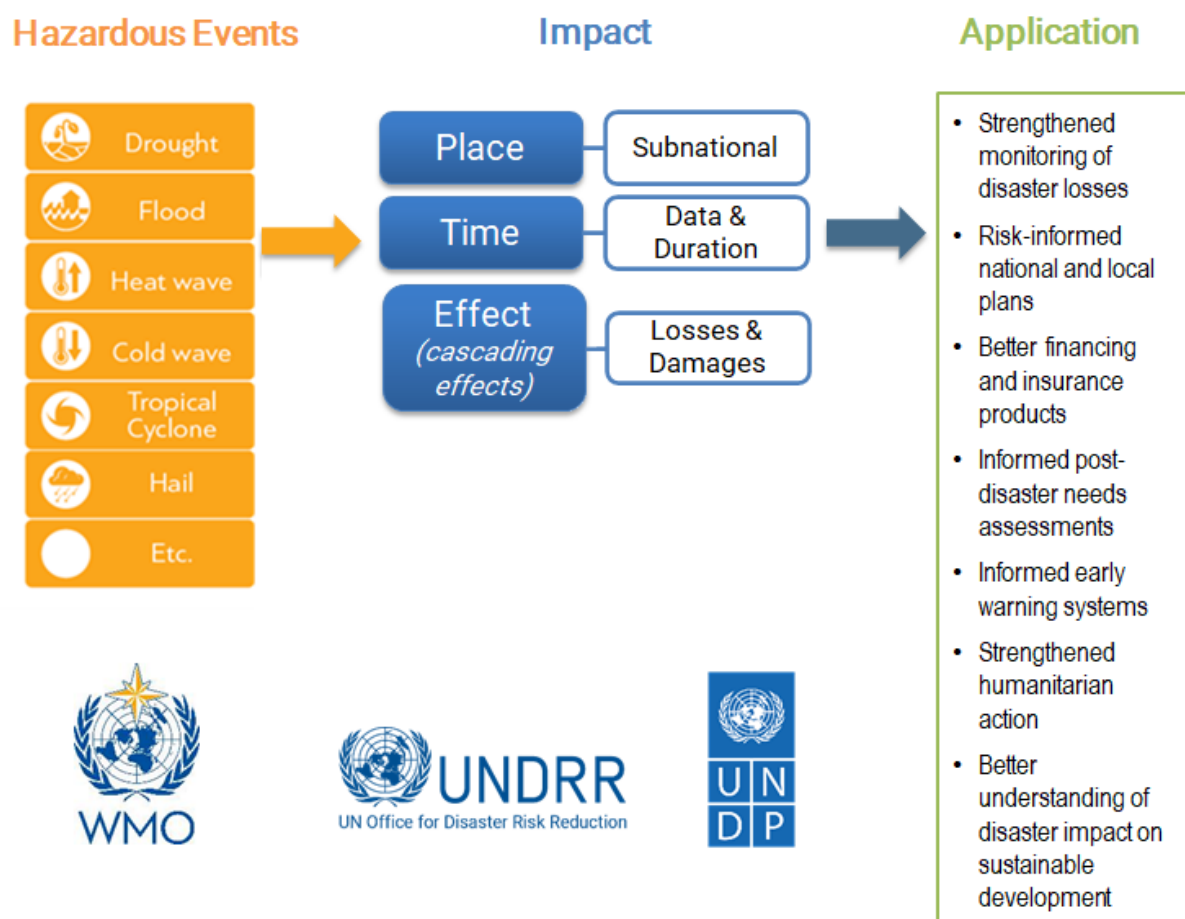 Hazardous Events
Drought
Flood
Heat wave
Cold wave
Tropical
Cyclone
Hail
Etc.
Impact
Place
Subnational
Time
Data &
Duration
Effect
(cascading
effects)
Losses &
Damages
Application
• Strengthened
monitoring of
disaster losses
• Risk-informed
national and local
plans
• Better financing
and insurance
products
• Informed post-
disaster needs
assessments
• Informed early
warning systems
• Strengthened
humanitarian
action
• Better
understanding of
disaster impact on
sustainable
development
WMO
UNDRR
UN Office for Disaster Risk Reduction
U N
D P